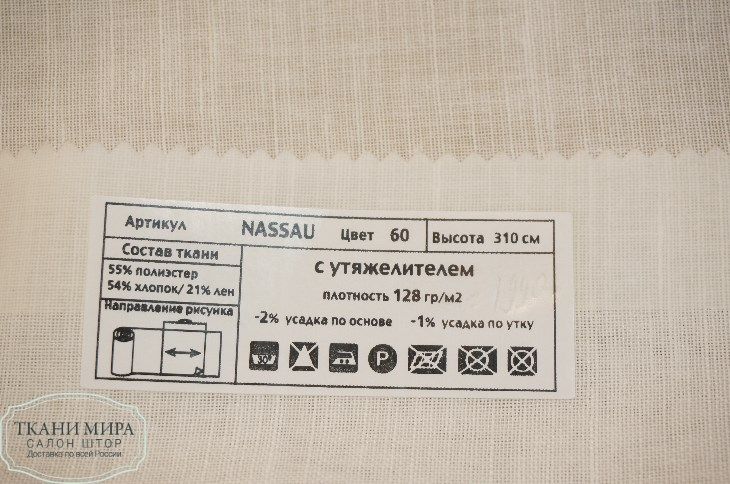 Артикул NASSAU Цвет 60 Высота 310 см
Состав ткани
55% полиэстер
54% хлопок/ 21% лен
Направление рисунка
с утяжелителем
плотность 128 гр/м2
-2% усадка по основе -1% усадка по утку
30°
P
ТКАНИ МИРА
САЛОН ШТОР
Доставка по всей России